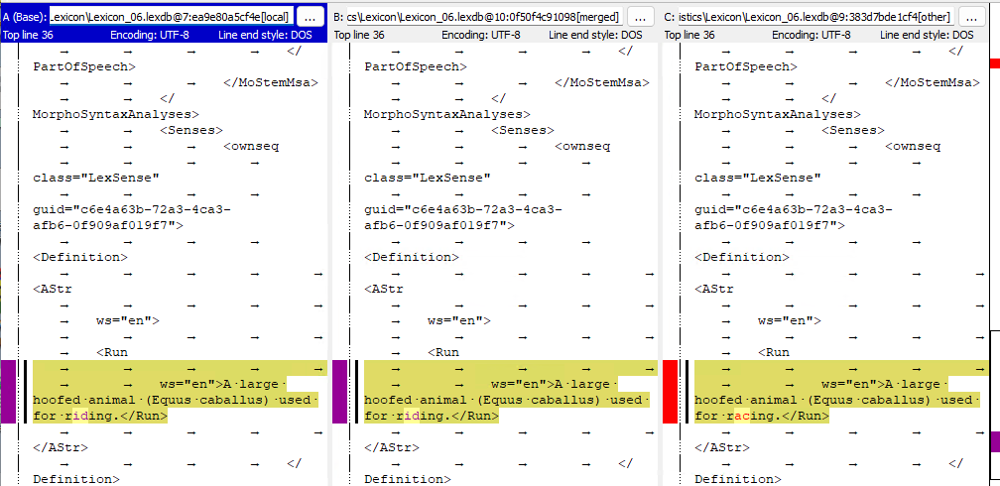 A (Base): .exicon\Lexicon_06.lexdb@7:ea9e80a5cf4e[local] ...
Top line 36 Encoding: UTF-8 Line end style: DOS
→ → → → </
PartOfSpeech>
→ → → </MoStemMsa>
→ → </
MorphoSyntaxAnalyses>
→ → <Senses>
→ → → <ownseq
→ → → →
class="LexSense"
→ → → →
guid="c6e4a63b-72a3-4ca3-
afb6-0f909af019f7">
→ → → →
<Definition>
→ → → → →
<AStr
→ → → → →
→ ws="en">
→ → → → →
→ <Run
→ → → → →
→ → ws="en">A·large·
hoofed·animal·(Equus·caballus)·used·
for·riding.</Run>
→ → → → →
</AStr>
→ → → → </
Definition>
B: cs\Lexicon\Lexicon_06.lexdb@10:0f50f4c91098[merged] ...
Top line 36 Encoding: UTF-8 Line end style: DOS
→ → → → </
PartOfSpeech>
→ → → </MoStemMsa>
→ → </
MorphoSyntaxAnalyses>
→ → <Senses>
→ → → <ownseq
→ → → →
class="LexSense"
→ → → →
guid="c6e4a63b-72a3-4ca3-
afb6-0f909af019f7">
→ → → →
<Definition>
→ → → → →
<AStr
→ → → → →
→ ws="en">
→ → → → →
→ <Run
→ → → → →
→ → ws="en">A·large·
hoofed·animal·(Equus·caballus)·used·
for·riding.</Run>
→ → → → →
</AStr>
→ → → → </
Definition>
C: istics\Lexicon\Lexicon_06.lexdb@9:383d7bde1cf4[other] ...
Top line 36 Encoding: UTF-8 Line end style: DOS
→ → → → </
PartOfSpeech>
→ → → </MoStemMsa>
→ → </
MorphoSyntaxAnalyses>
→ → <Senses>
→ → → <ownseq
→ → → →
class="LexSense"
→ → → →
guid="c6e4a63b-72a3-4ca3-
afb6-0f909af019f7">
→ → → →
<Definition>
→ → → → →
<AStr
→ → → → →
→ ws="en">
→ → → → →
→ <Run
→ → → → →
→ → ws="en">A·large·
hoofed·animal·(Equus·caballus)·used·
for·racing.</Run>
→ → → → →
</AStr>
→ → → → </
Definition>